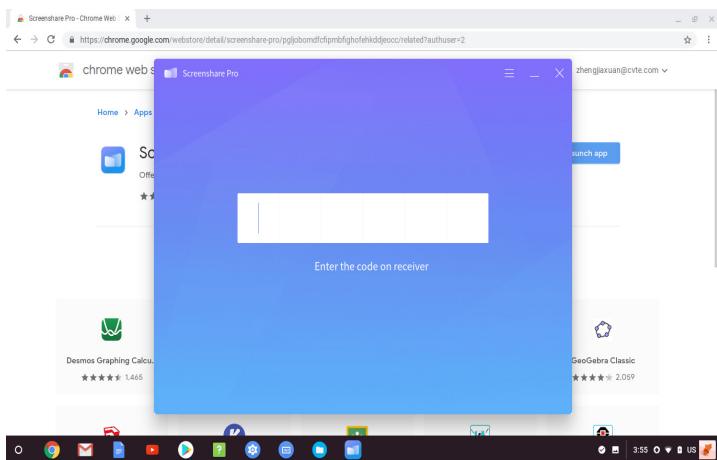 Screenshare Pro - Chrome Web
https://chrome.google.com/webstore/detail/screenshare-pro/pgljobomdfcfipmbfighofehkddjeocc/related?authuser=2
chrome web s
Screenshare Pro
zhengjiaxuan@cvte.com
Home > Apps
Sc
aunch app
Offe
Enter the code on receiver
Desmos Graphing Calcu..
GeoGebra Classic
1,465
2,059
3:55
US